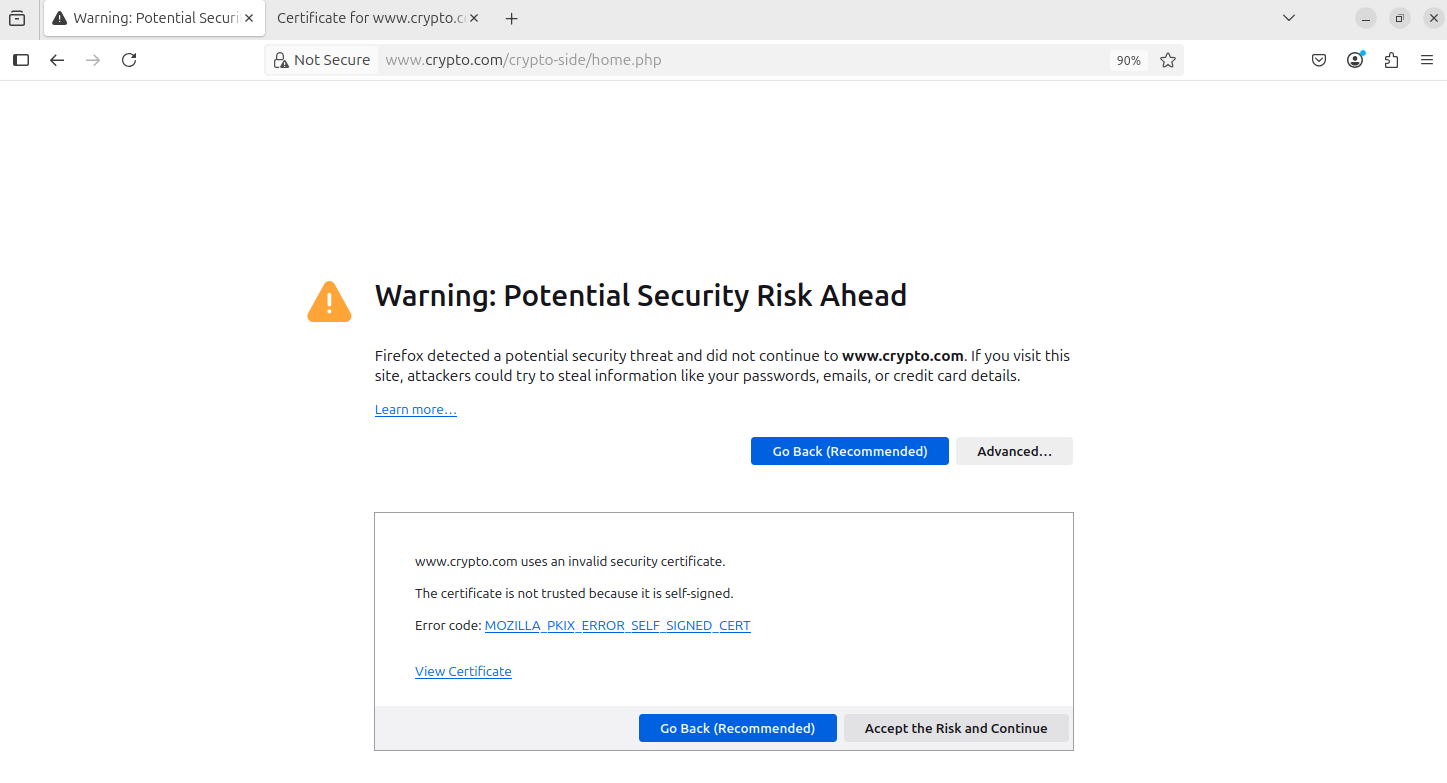 Warning: Potential Securi
Certificate for www.crypto.c
Not Secure
www.crypto.com/crypto-side/home.php
90%
Warning: Potential Security Risk Ahead
Firefox detected a potential security threat and did not continue to www.crypto.com. If you visit this
site, attackers could try to steal information like your passwords, emails, or credit card details.
Learn more…
Go Back (Recommended)
Advanced…
www.crypto.com uses an invalid security certificate.
The certificate is not trusted because it is self-signed.
Error code: MOZILLA_PKIX_ERROR_SELF_SIGNED_CERT
View Certificate
Go Back (Recommended)
Accept the Risk and Continue